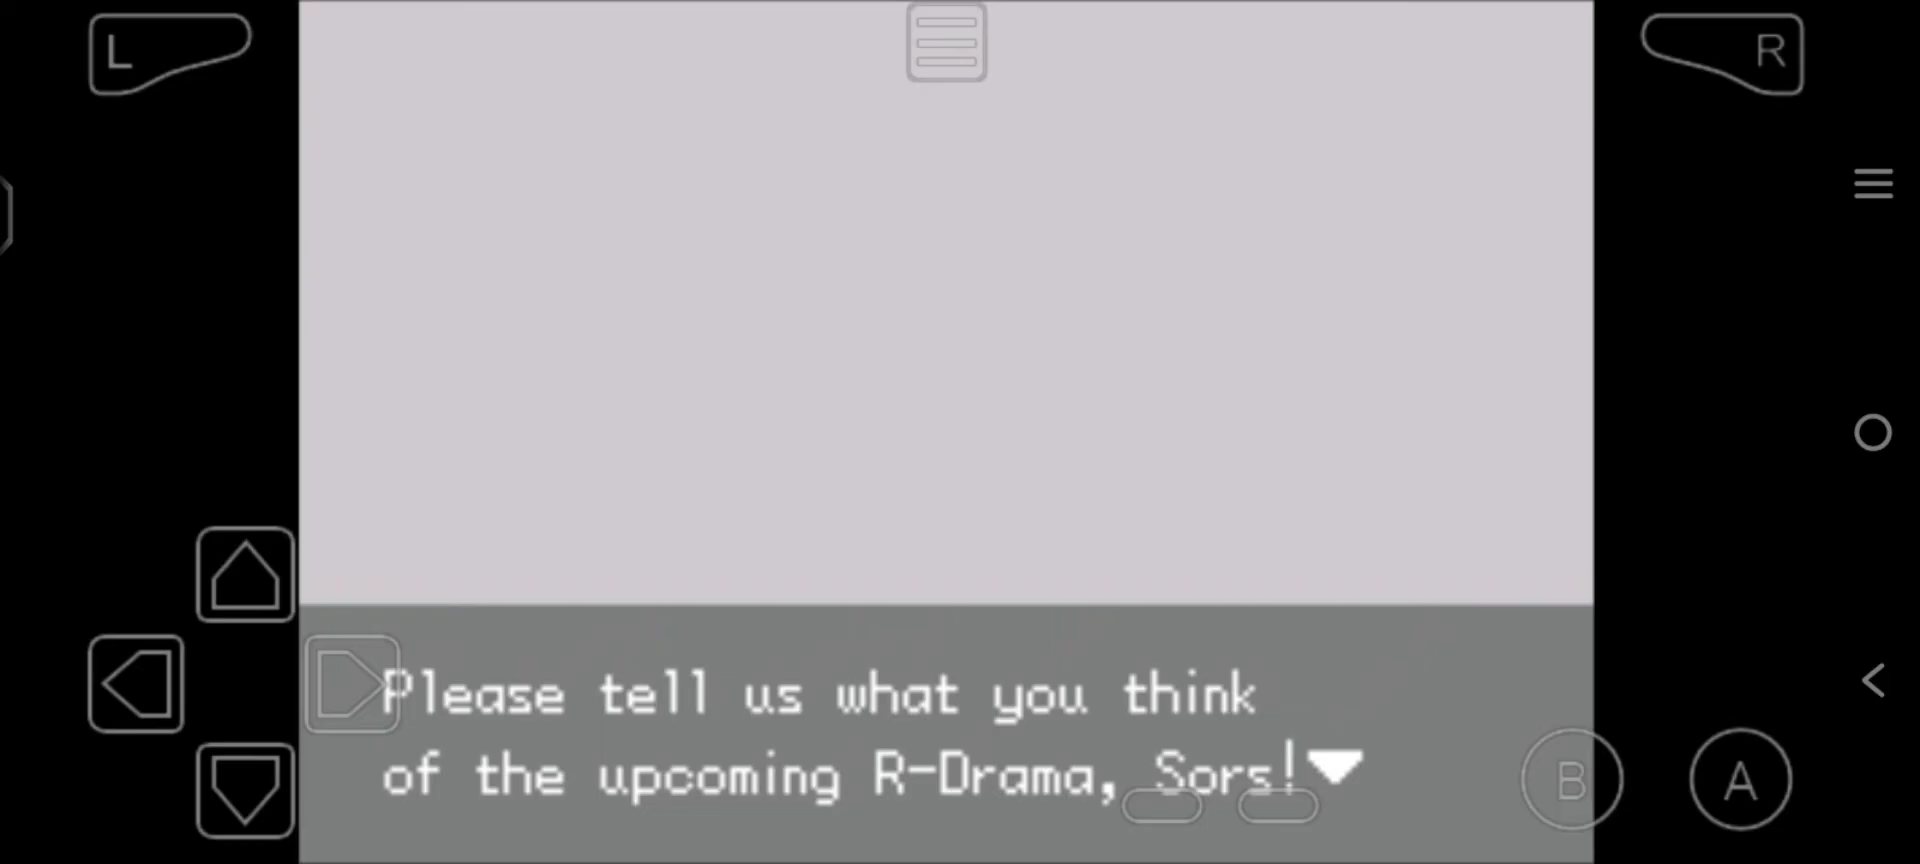 L
R
Please tell us what you think
of the upcoming R-Drama, Sors!
B
A